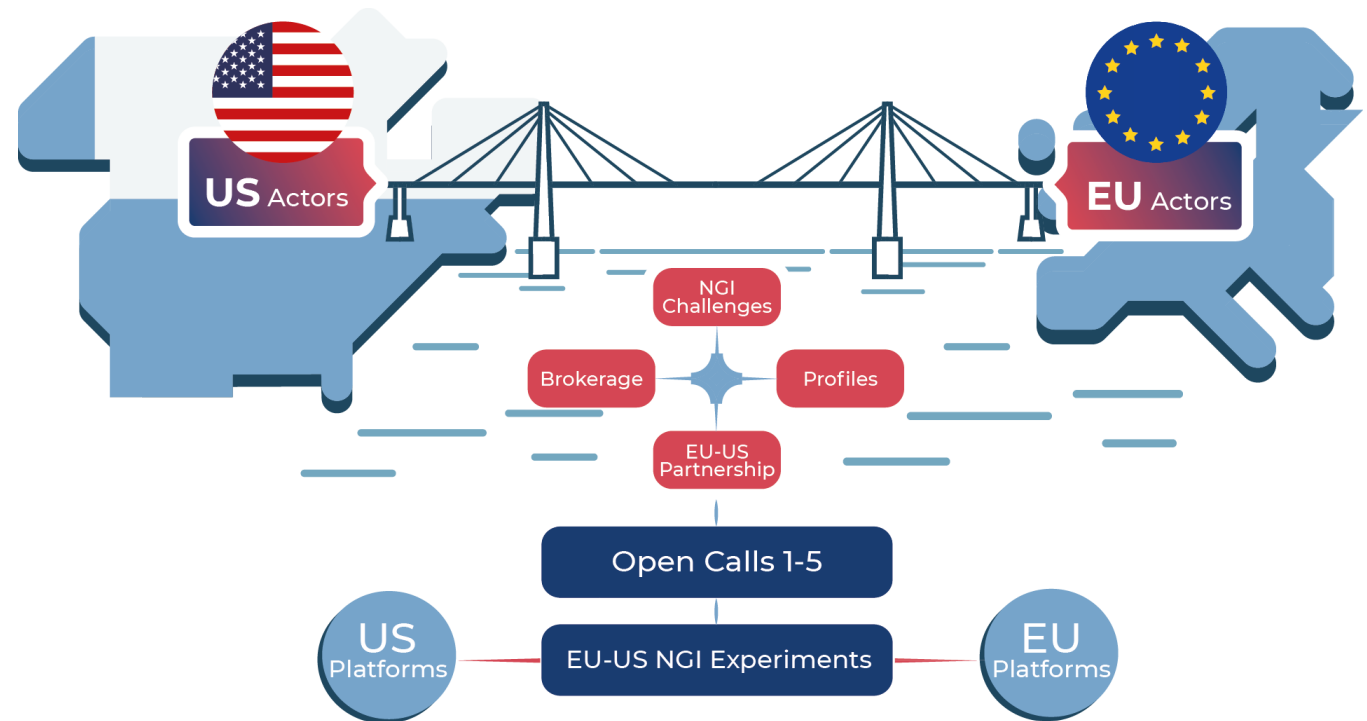 US Actors
EU Actors
NGI
Challenges
Brokerage
Profiles
EU-US
Partnership
Open Calls 1-5
US
Platforms
EU-US NGI Experiments
EU
Platforms